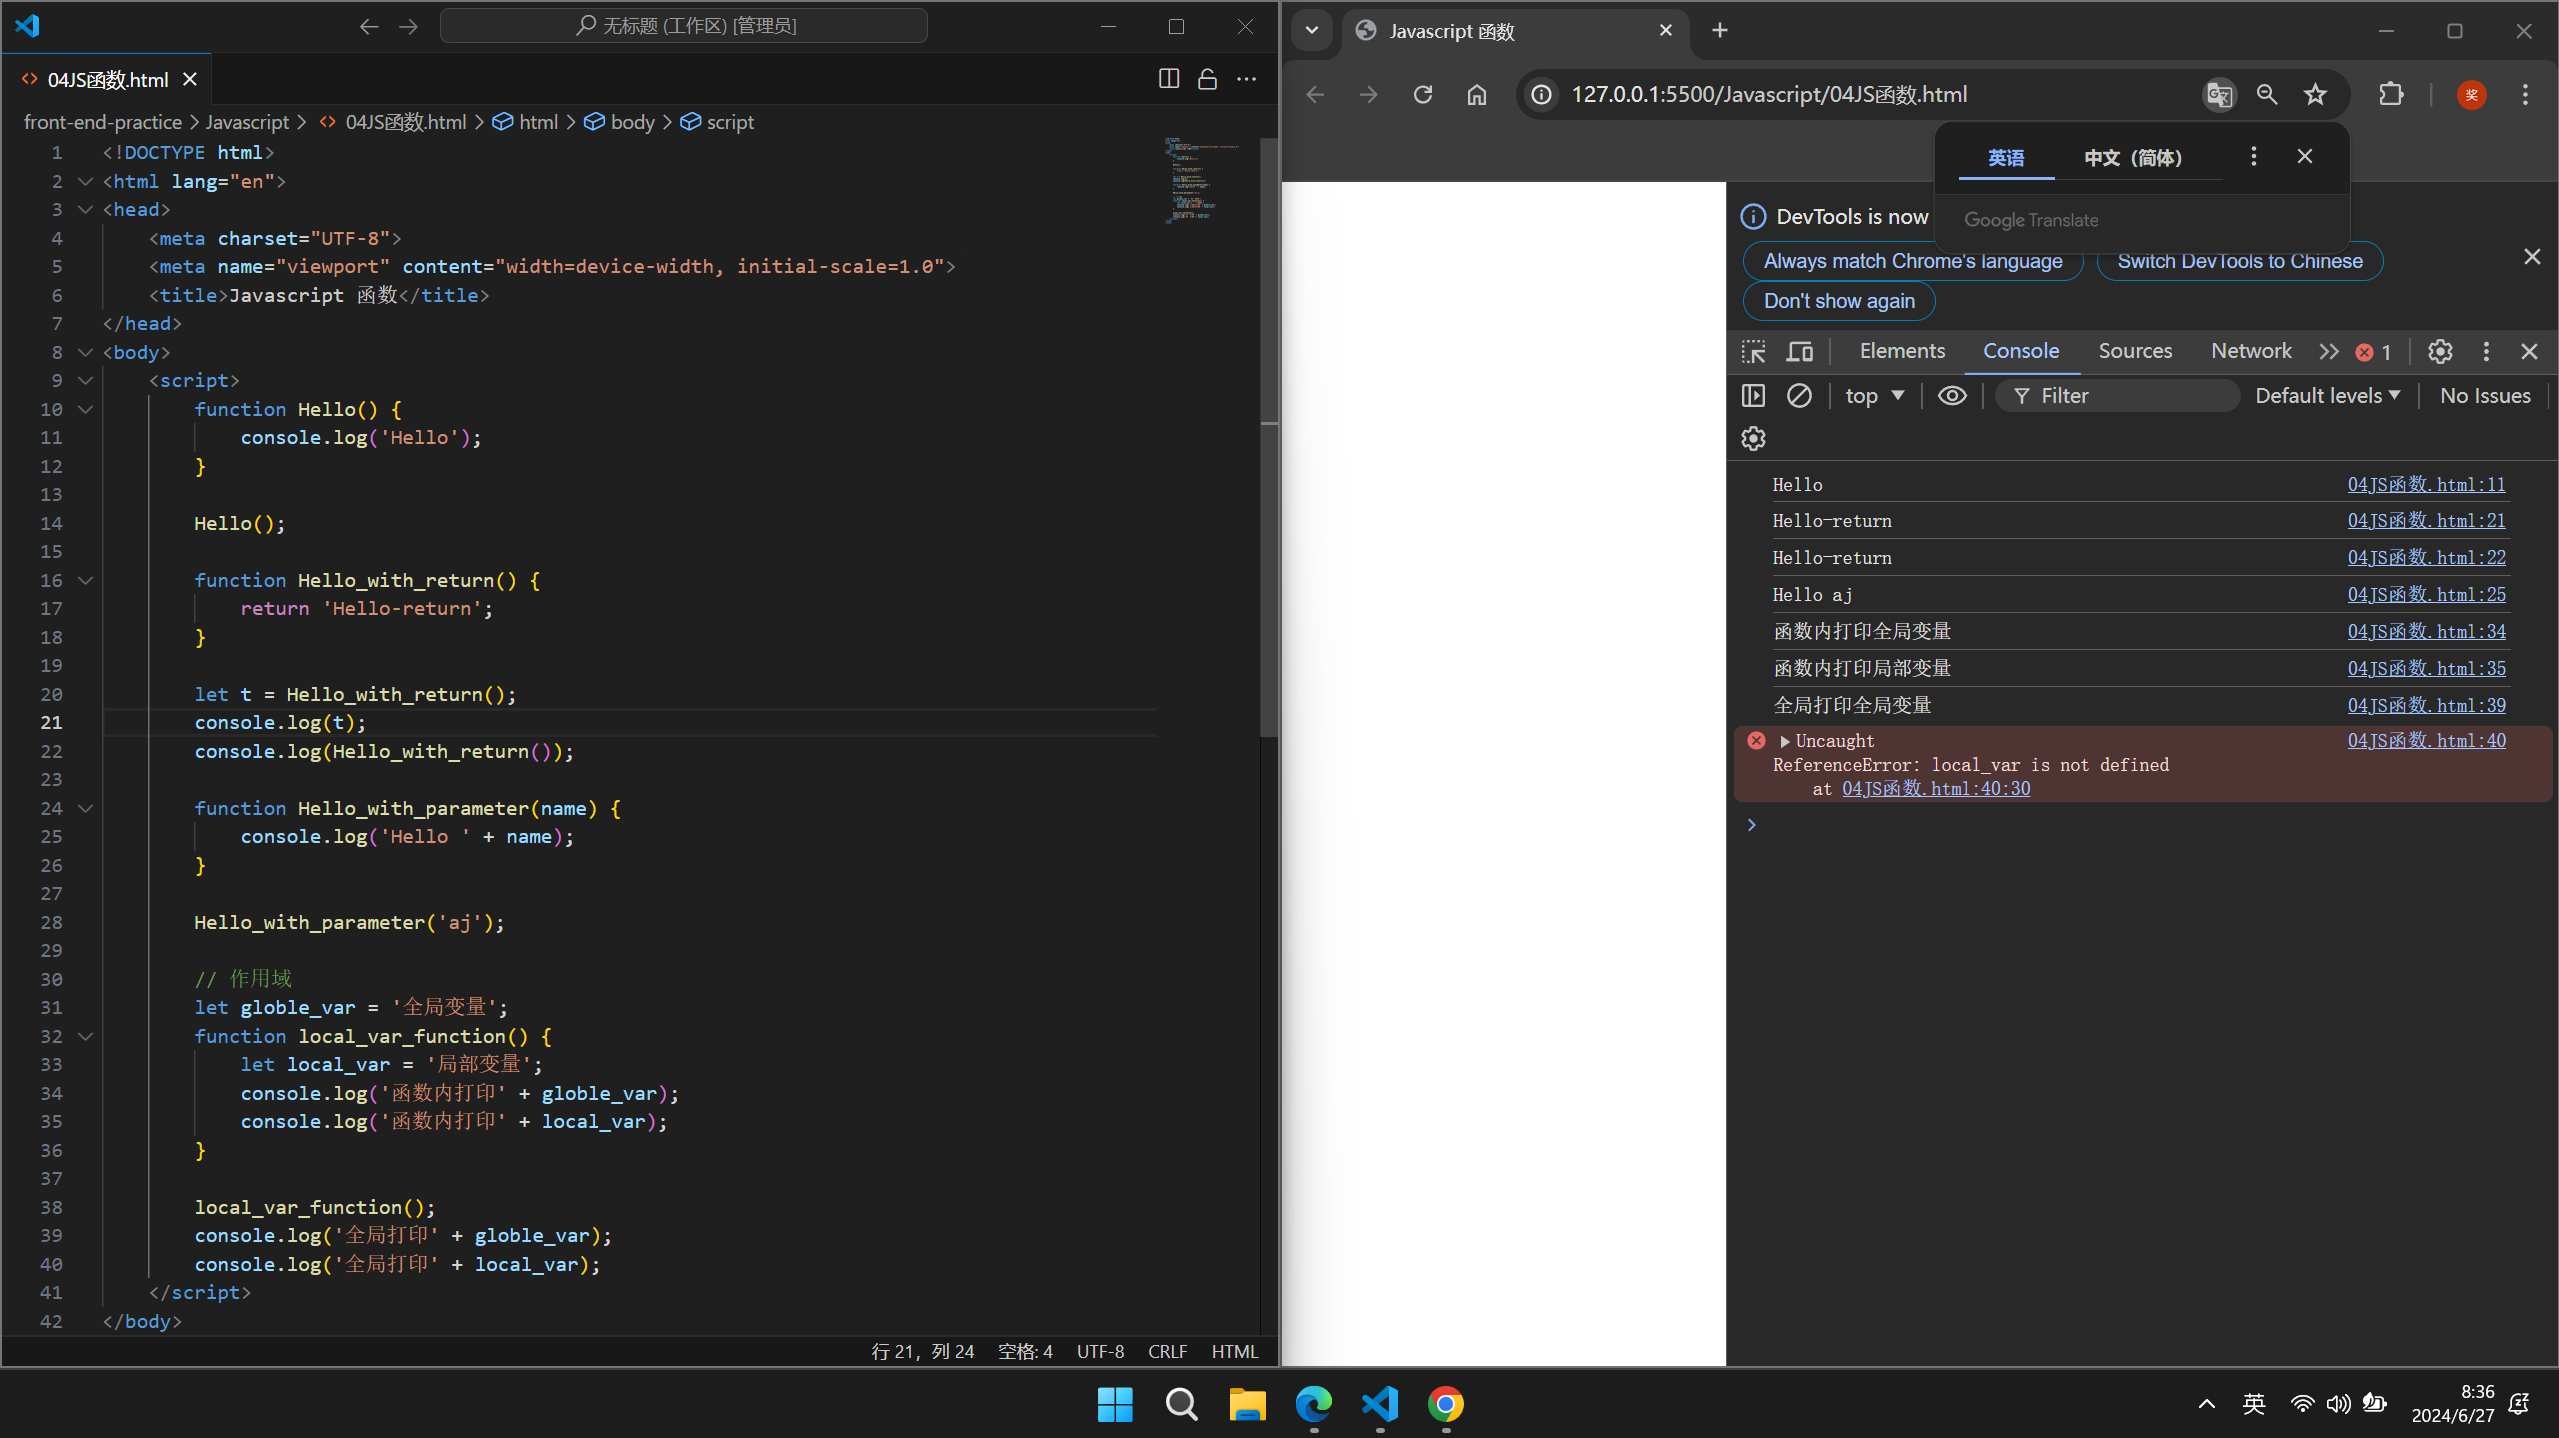 无标题 (工作区) [管理员]
04JS函数.html
front-end-practice > Javascript > 04JS函数.html > html > body > script
1 <!DOCTYPE html>
2 <html lang="en">
3 <head>
4 <meta charset="UTF-8">
5 <meta name="viewport" content="width=device-width, initial-scale=1.0">
6 <title>Javascript 函数</title>
7 </head>
8 <body>
9 <script>
10 function Hello() {
11 console.log('Hello');
12 }
13
14 Hello();
15
16 function Hello_with_return() {
17 return 'Hello-return';
18 }
19
20 let t = Hello_with_return();
21 console.log(t);
22 console.log(Hello_with_return());
23
24 function Hello_with_parameter(name) {
25 console.log('Hello ' + name);
26 }
27
28 Hello_with_parameter('aj');
29
30 // 作用域
31 let globle_var = '全局变量';
32 function local_var_function() {
33 let local_var = '局部变量';
34 console.log('函数内打印' + globle_var);
35 console.log('函数内打印' + local_var);
36 }
37
38 local_var_function();
39 console.log('全局打印' + globle_var);
40 console.log('全局打印' + local_var);
41 </script>
42 </body>
行 21，列 24 空格: 4 UTF-8 CRLF HTML
Javascript 函数
127.0.0.1:5500/Javascript/04JS函数.html
奖
英语 中文（简体）
Google Translate
DevTools is now
Always match Chrome's language Switch DevTools to Chinese
Don't show again
Elements Console Sources Network 1
top Filter Default levels No Issues
Hello 04JS函数.html:11
Hello-return 04JS函数.html:21
Hello-return 04JS函数.html:22
Hello aj 04JS函数.html:25
函数内打印全局变量 04JS函数.html:34
函数内打印局部变量 04JS函数.html:35
全局打印全局变量 04JS函数.html:39
Uncaught 04JS函数.html:40
ReferenceError: local_var is not defined
at 04JS函数.html:40:30
英
8:36
2024/6/27